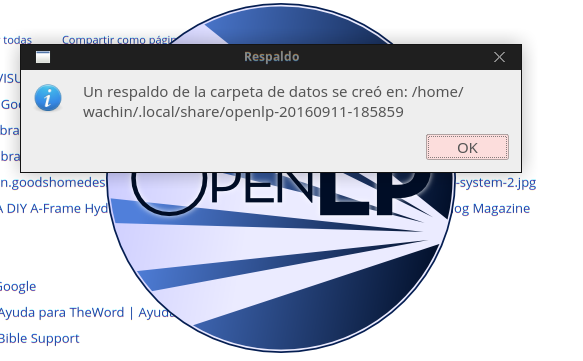 todas
Compartir como págin
Respaldo
Un respaldo de la carpeta de datos se creó en: /home/
wachin/.local/share/openlp-20160911-185859
OK
VISU
Goo
bra
bra
n.goodshomedes
-system-2.jpg
OPENLP
A DIY A-Frame Hyd
og Magazine
Google
Ayuda para TheWord | Ayuda
Bible Support